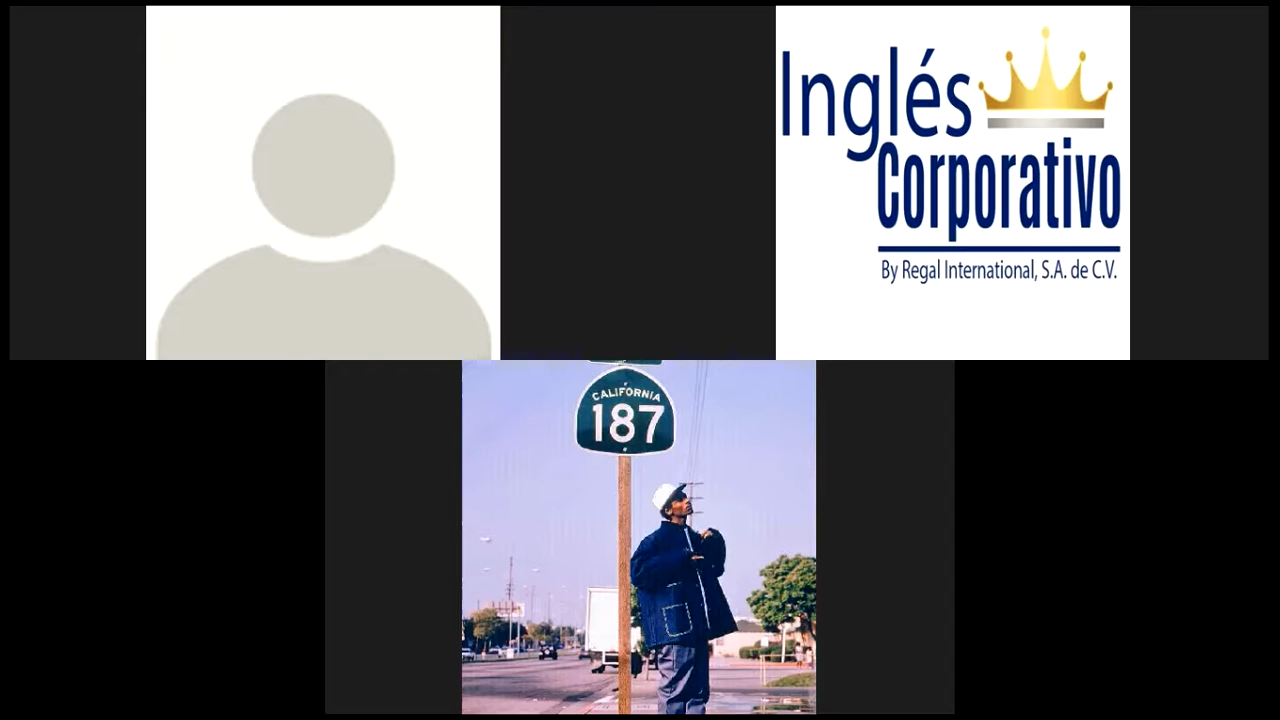 Inglés
Corporativo
By Regal International, S.A. de C.V.
CALIFORNIA
187